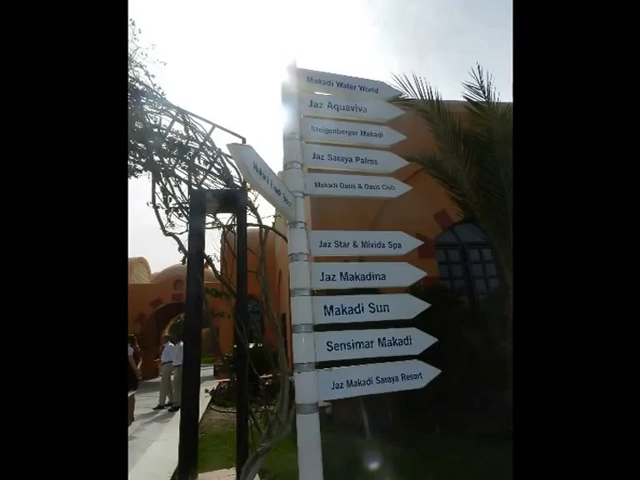 Makadi Water World
Jaz Aquaviva
Steigenberger Makadi
Jaz Saraya Palms
Makadi Oasis & Oasis Club
Jaz Star & Mivida Spa
Jaz Makadina
Makadi Sun
Sensimar Makadi
Jaz Makadi Saraya Resort